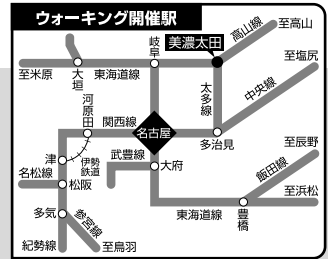 ウォーキング開催駅
至高山
高山線
美濃太田
岐阜
至塩尻
中央線
太多線
至米原
東海道線
大垣
河原田
関西線
名古屋
多治見
至辰野
飯田線
武豊線
大府
津
伊勢鉄道
名松線
松阪
至浜松
東海道線
豊橋
多気
参宮線
紀勢線
至鳥羽